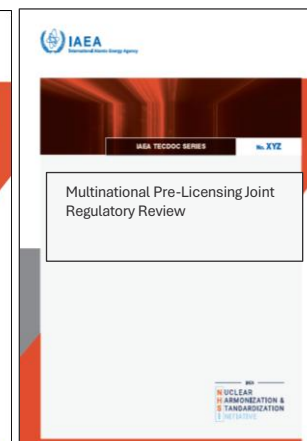 IAEA
International Atomic Energy Agency
IAEA TECDOC SERIES
No. XYZ
Multinational Pre-Licensing Joint
Regulatory Review
IAEA
NUCLEAR
HARMONIZATION &
STANDARDIZATION
INITIATIVE